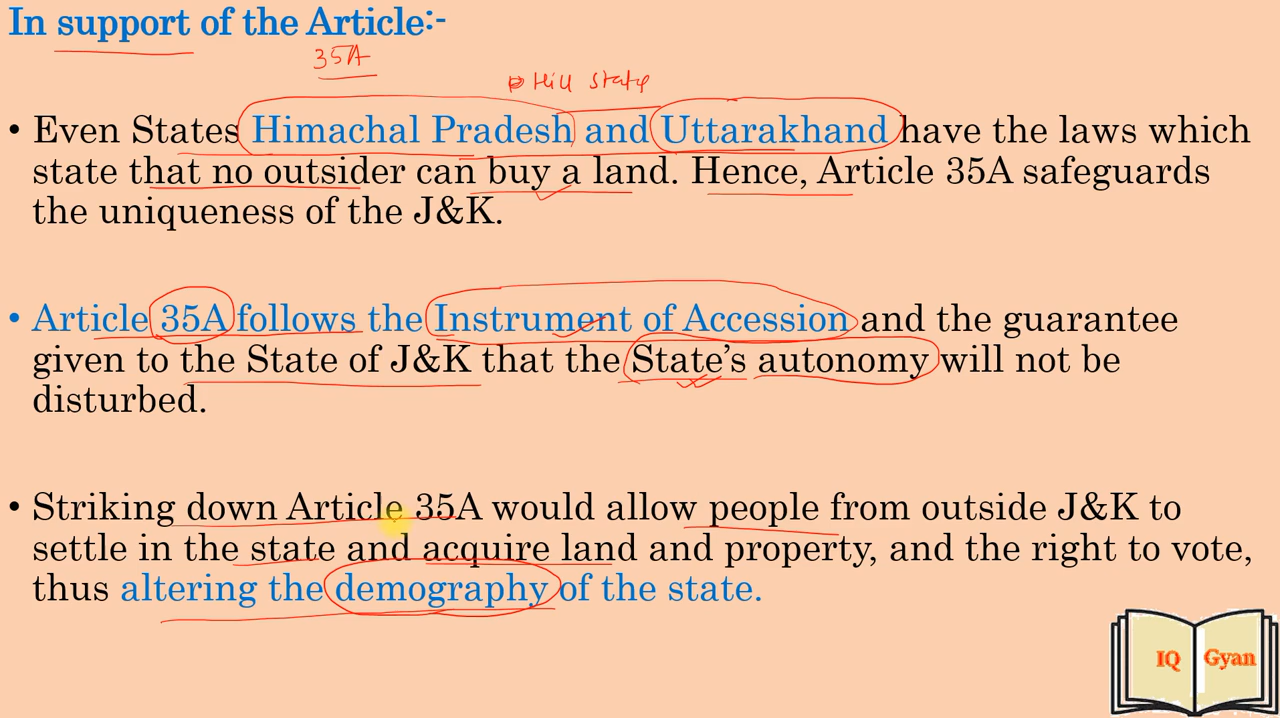 In support of the Article:-
35A
Hill State
• Even States Himachal Pradesh and Uttarakhand have the laws which
state that no outsider can buy a land. Hence, Article 35A safeguards
the uniqueness of the J&K.
• Article 35A follows the Instrument of Accession and the guarantee
given to the State of J&K that the State's autonomy will not be
disturbed.
• Striking down Article 35A would allow people from outside J&K to
settle in the state and acquire land and property, and the right to vote,
thus altering the demography of the state.
IQ Gyan